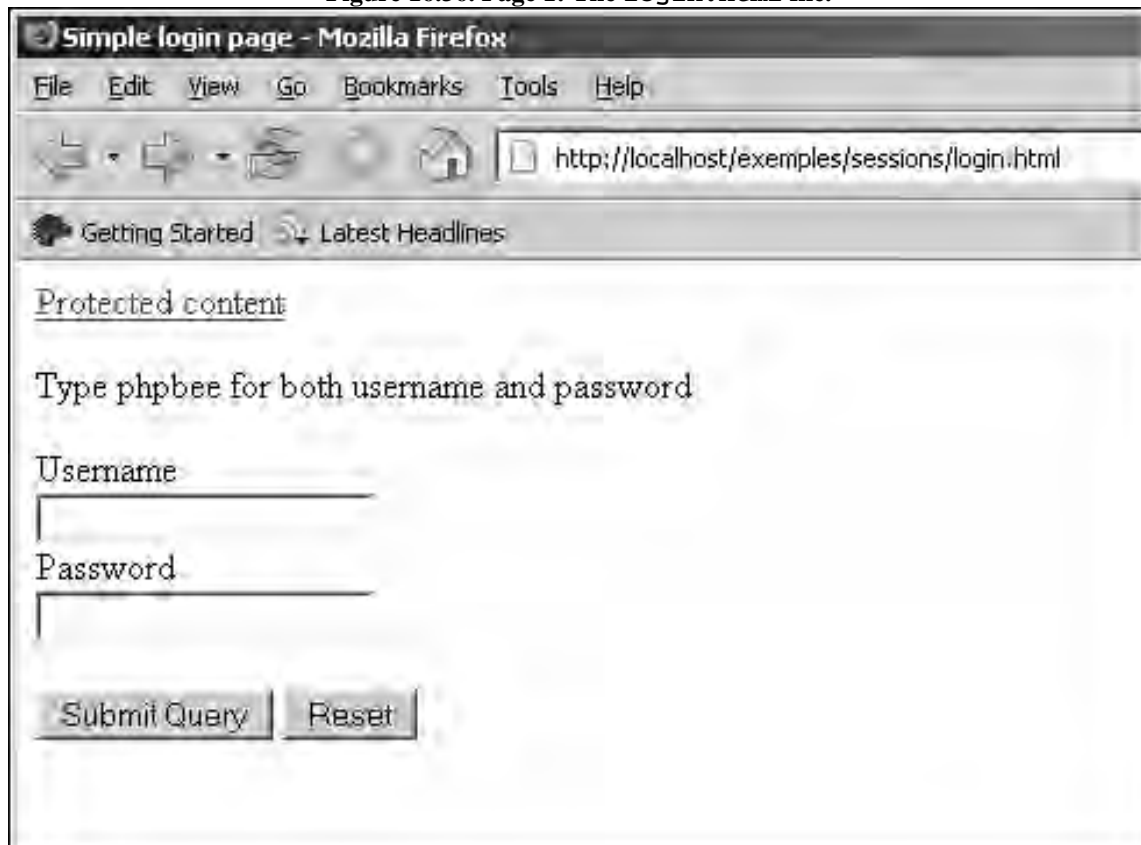 Simple login page - Mozilla Firefox
File Edit View Go Bookmarks Tools Help
http://localhost/exemples/sessions/login.html
Getting Started Latest Headlines
Protected content
Type phpbee for both username and password
Username
Password
Submit Query Reset